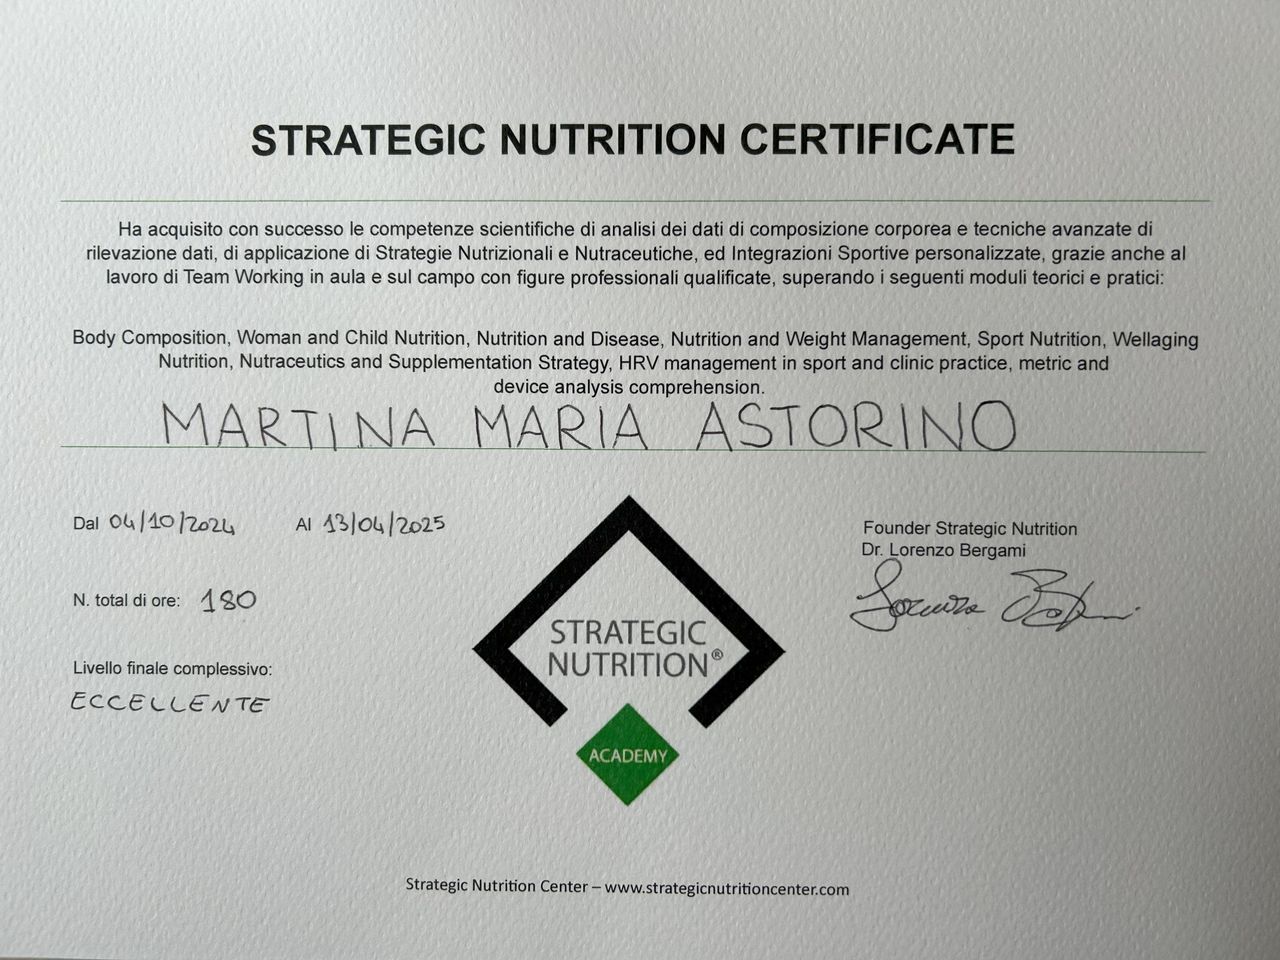 STRATEGIC NUTRITION CERTIFICATE
Ha acquisito con successo le competenze scientifiche di analisi dei dati di composizione corporea e tecniche avanzate di
rilevazione dati, di applicazione di Strategie Nutrizionali e Nutraceutiche, ed Integrazioni Sportive personalizzate, grazie anche al
lavoro di Team Working in aula e sul campo con figure professionali qualificate, superando i seguenti moduli teorici e pratici:
Body Composition, Woman and Child Nutrition, Nutrition and Disease, Nutrition and Weight Management, Sport Nutrition, Wellaging
Nutrition, Nutraceutics and Supplementation Strategy, HRV management in sport and clinic practice, metric and
device analysis comprehension.
MARTINA MARIA ASTORINO
Dal 04/10/2024 Al 13/04/2025
N. total di ore: 180
Livello finale complessivo:
ECCELLENTE
STRATEGIC
NUTRITION®
ACADEMY
Founder Strategic Nutrition
Dr. Lorenzo Bergami
Strategic Nutrition Center – www.strategicnutritioncenter.com